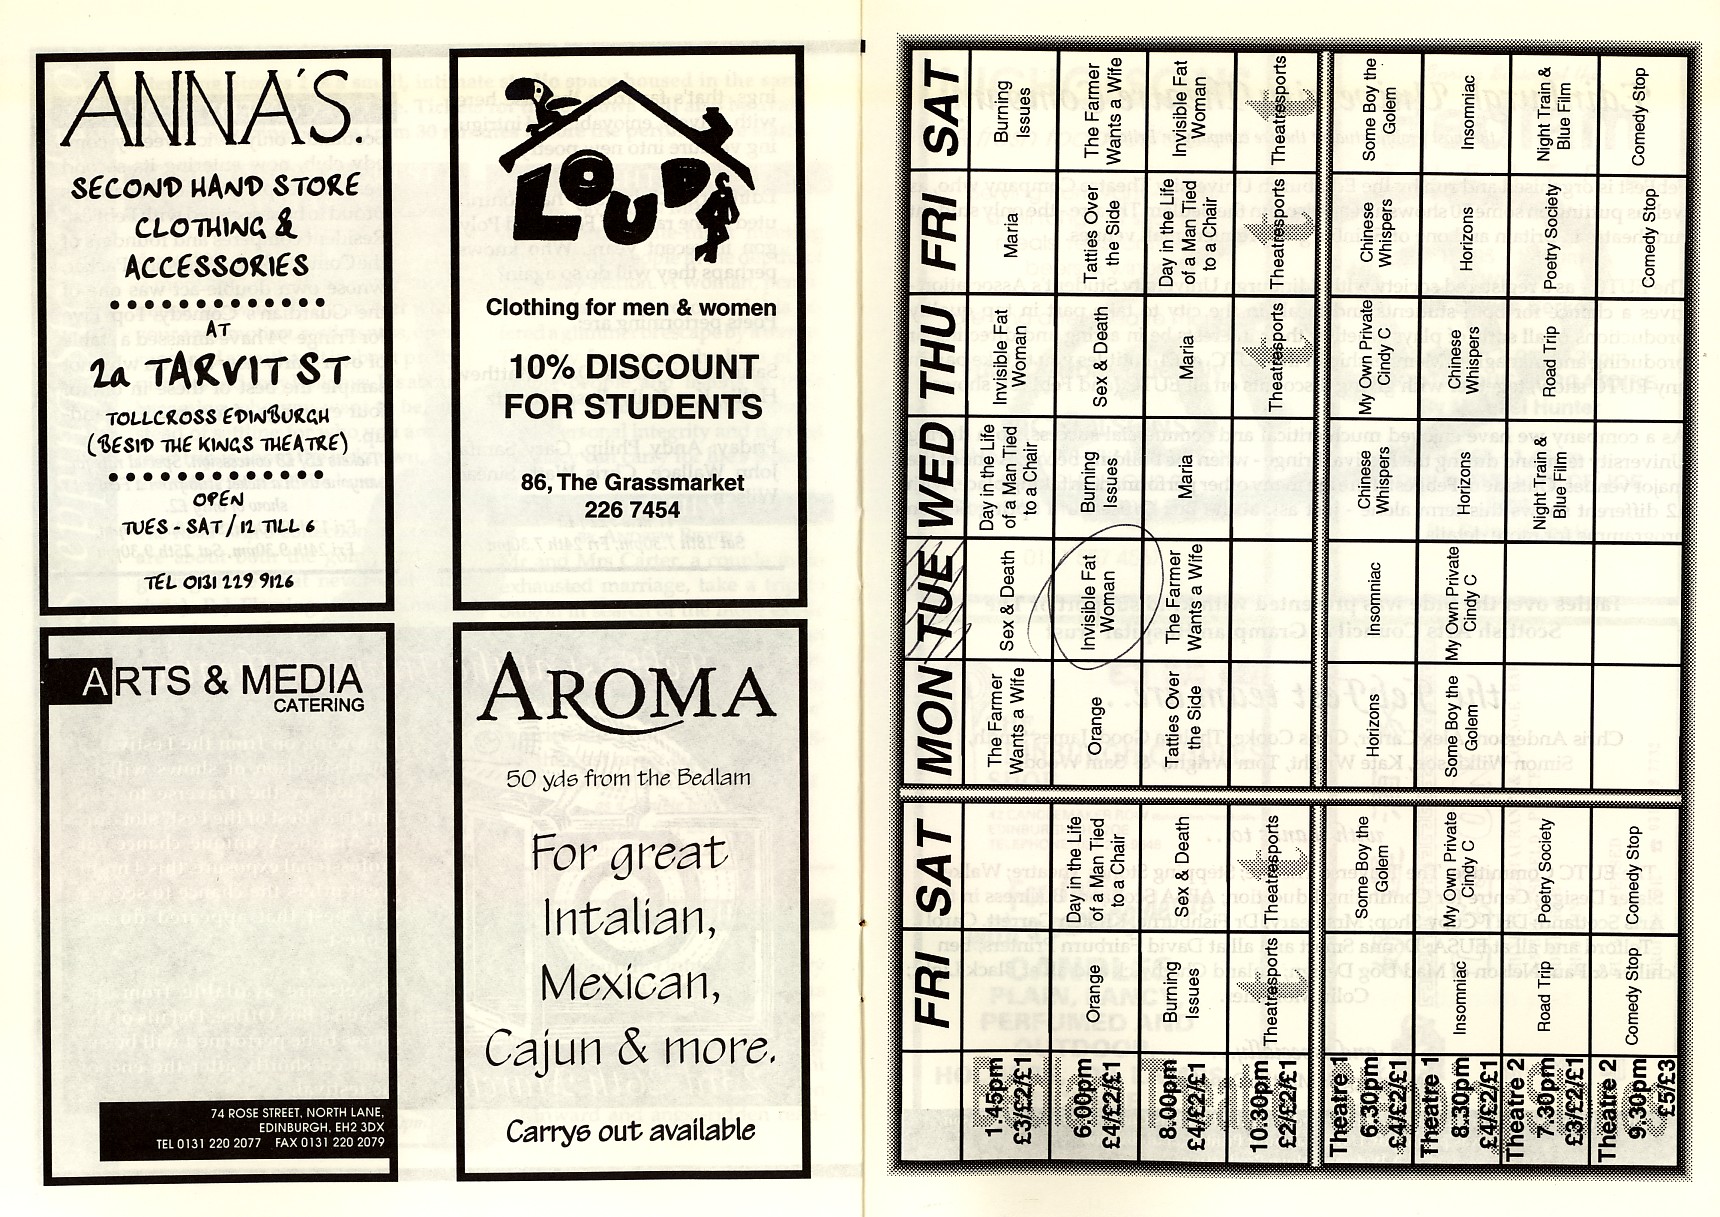 ANNA'S.
SECOND HAND STORE
CLOTHING &
ACCESSORIES
AT
2a TARVIT ST
TOLLCROSS EDINBURGH
(BESID THE KINGS THEATRE)
OPEN
TUES - SAT / 12 TILL 6
TEL 0131 229 9126
LOUD
Clothing for men & women
10% DISCOUNT
FOR STUDENTS
86, The Grassmarket
226 7454
ARTS & MEDIA
CATERING
74 ROSE STREET, NORTH LANE,
EDINBURGH, EH2 3DX
TEL 0131 220 2077 FAX 0131 220 2079
AROMA
50 yds from the Bedlam
For great
Intalian,
Mexican,
Cajun & more.
Carrys out available
FRI SAT MON TUE WED THU FRI SAT
1.45pm
£3/£2/£1
The Farmer
Wants a Wife
Sex & Death
Day in the Life
of a Man Tied
to a Chair
Invisible Fat
Woman
Maria
Burning
Issues
6.00pm
£4/£2/£1
Orange
Day in the Life
of a Man Tied
to a Chair
Orange
Invisible Fat
Woman
Burning
Issues
Sex & Death
Tatties Over
the Side
The Farmer
Wants a Wife
8.00pm
£4/£2/£1
Burning
Issues
Sex & Death
Tatties Over
the Side
The Farmer
Wants a Wife
Maria
Maria
Day in the Life
of a Man Tied
to a Chair
Invisible Fat
Woman
10.30pm
£2/£2/£1
Theatresports
Theatresports
Theatresports
Theatresports
Theatresports
Theatre 1
6.30pm
£4/£2/£1
Some Boy the
Golem
Horizons
Insomniac
Chinese
Whispers
My Own Private
Cindy C
Chinese
Whispers
Some Boy the
Golem
Theatre 1
8.30pm
£4/£2/£1
Insomniac
My Own Private
Cindy C
Some Boy the
Golem
My Own Private
Cindy C
Horizons
Chinese
Whispers
Horizons
Insomniac
Theatre 2
7.30pm
£3/£2/£1
Road Trip
Poetry Society
Night Train &
Blue Film
Road Trip
Poetry Society
Night Train &
Blue Film
Theatre 2
9.30pm
£5/£3
Comedy Stop
Comedy Stop
Comedy Stop
Comedy Stop